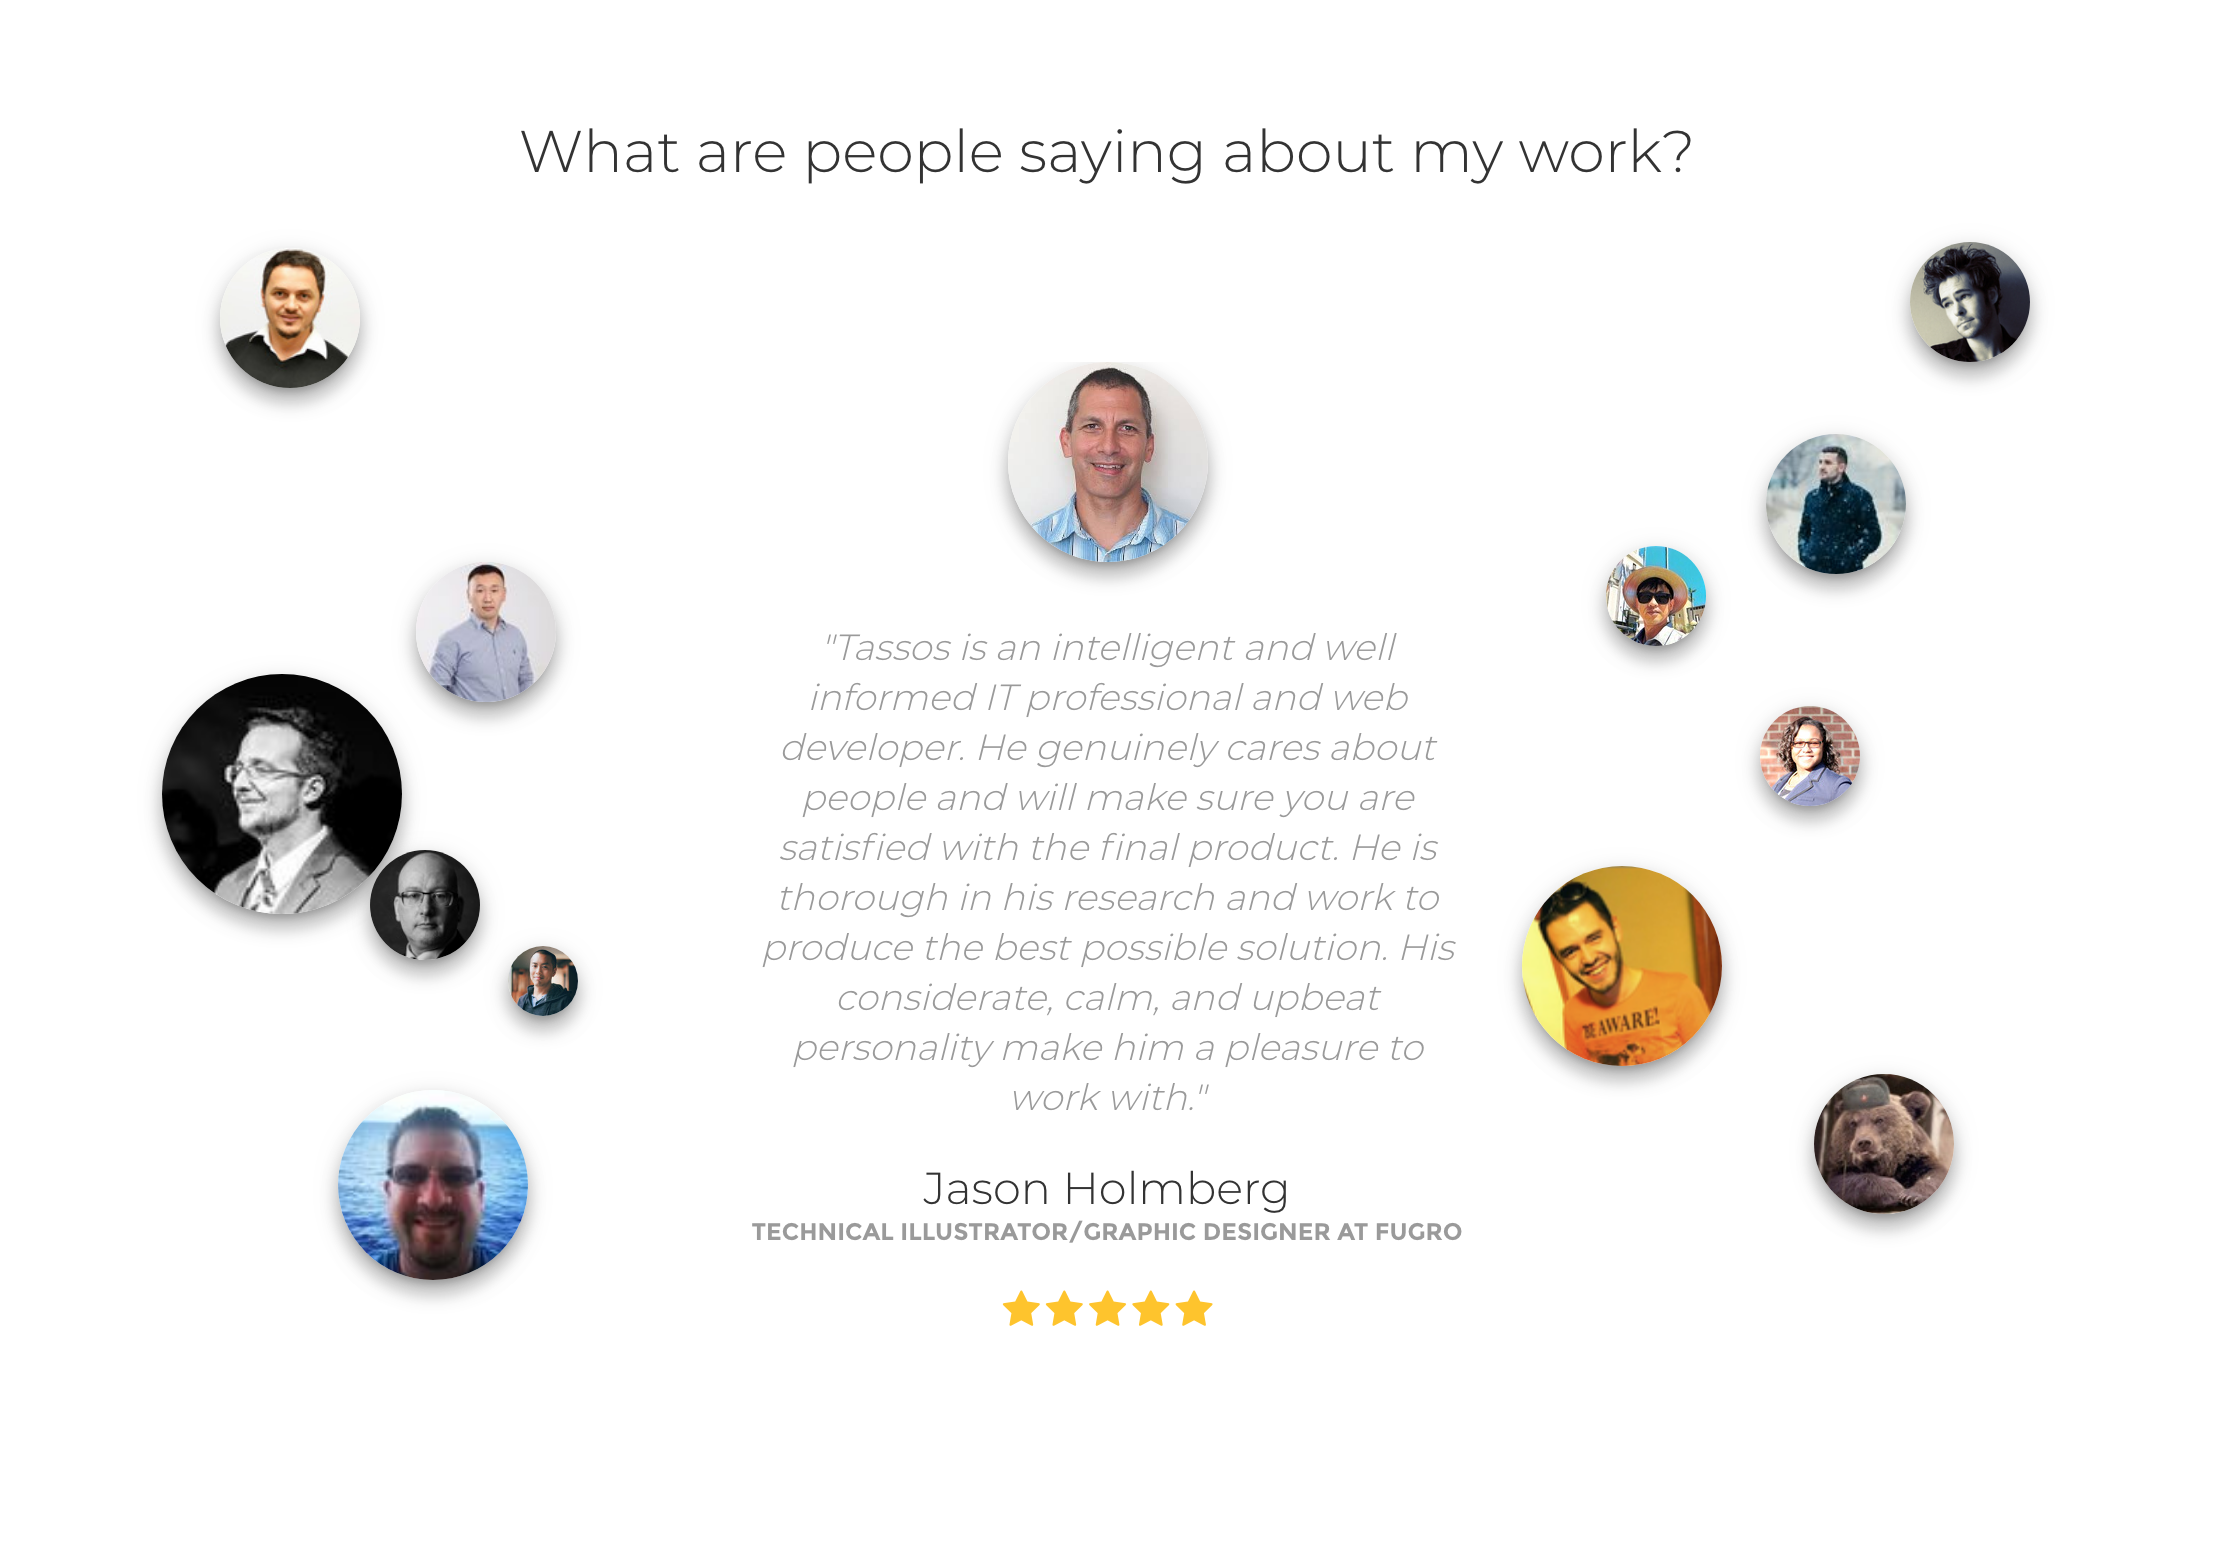 What are people saying about my work?
"Tassos is an intelligent and well
informed IT professional and web
developer. He genuinely cares about
people and will make sure you are
satisfied with the final product. He is
thorough in his research and work to
produce the best possible solution. His
considerate, calm, and upbeat
personality make him a pleasure to
work with."
BE AWARE!
Jason Holmberg
TECHNICAL ILLUSTRATOR/GRAPHIC DESIGNER AT FUGRO